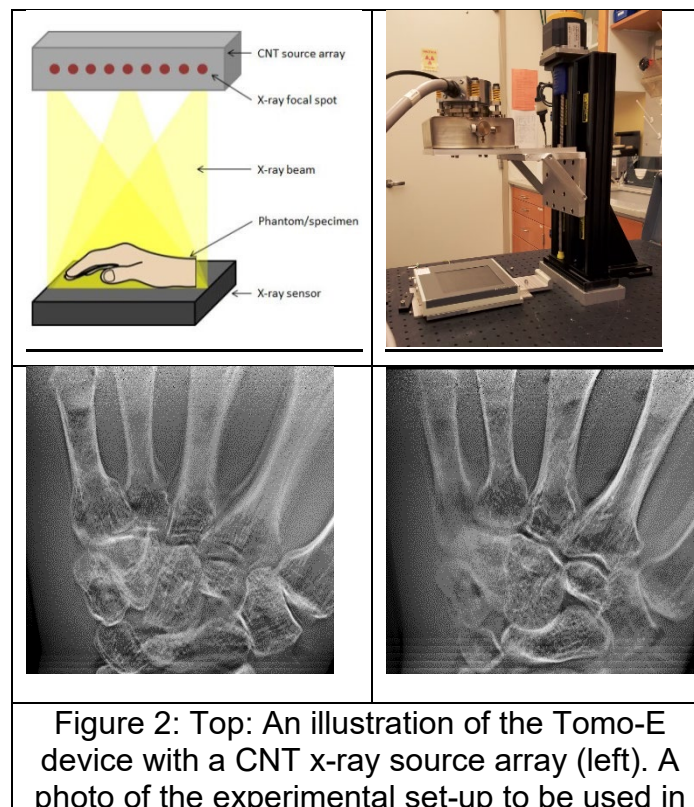 CNT source array
X-ray focal spot
X-ray beam
Phantom/specimen
X-ray sensor
Figure 2: Top: An illustration of the Tomo-E
device with a CNT x-ray source array (left). A
photo of the experimental set-up to be used in